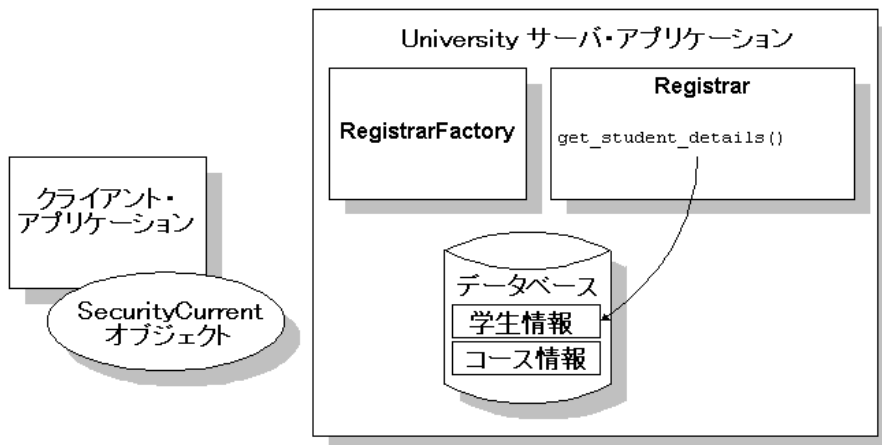 University サーバ・アプリケーション
RegistrarFactory
Registrar
get_student_details()
クライアント・
アプリケーション
SecurityCurrent
オブジェクト
データベース
学生情報
コース情報